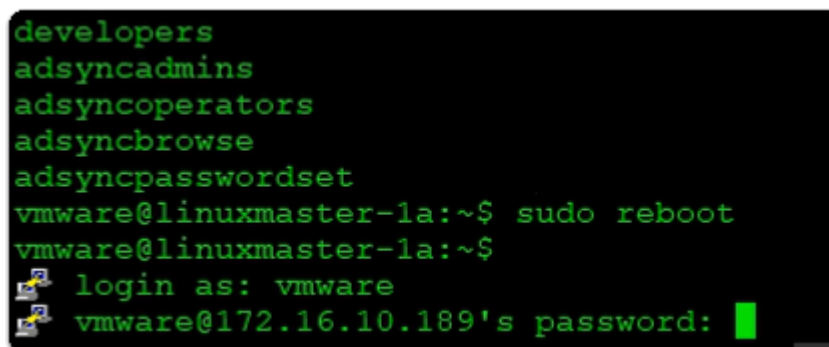 developers
adsyncadmins
adsyncoperators
adsyncbrowse
adsyncpasswordset
vmware@linuxmaster-1a:~$ sudo reboot
vmware@linuxmaster-1a:~$
login as: vmware
vmware@172.16.10.189's password: